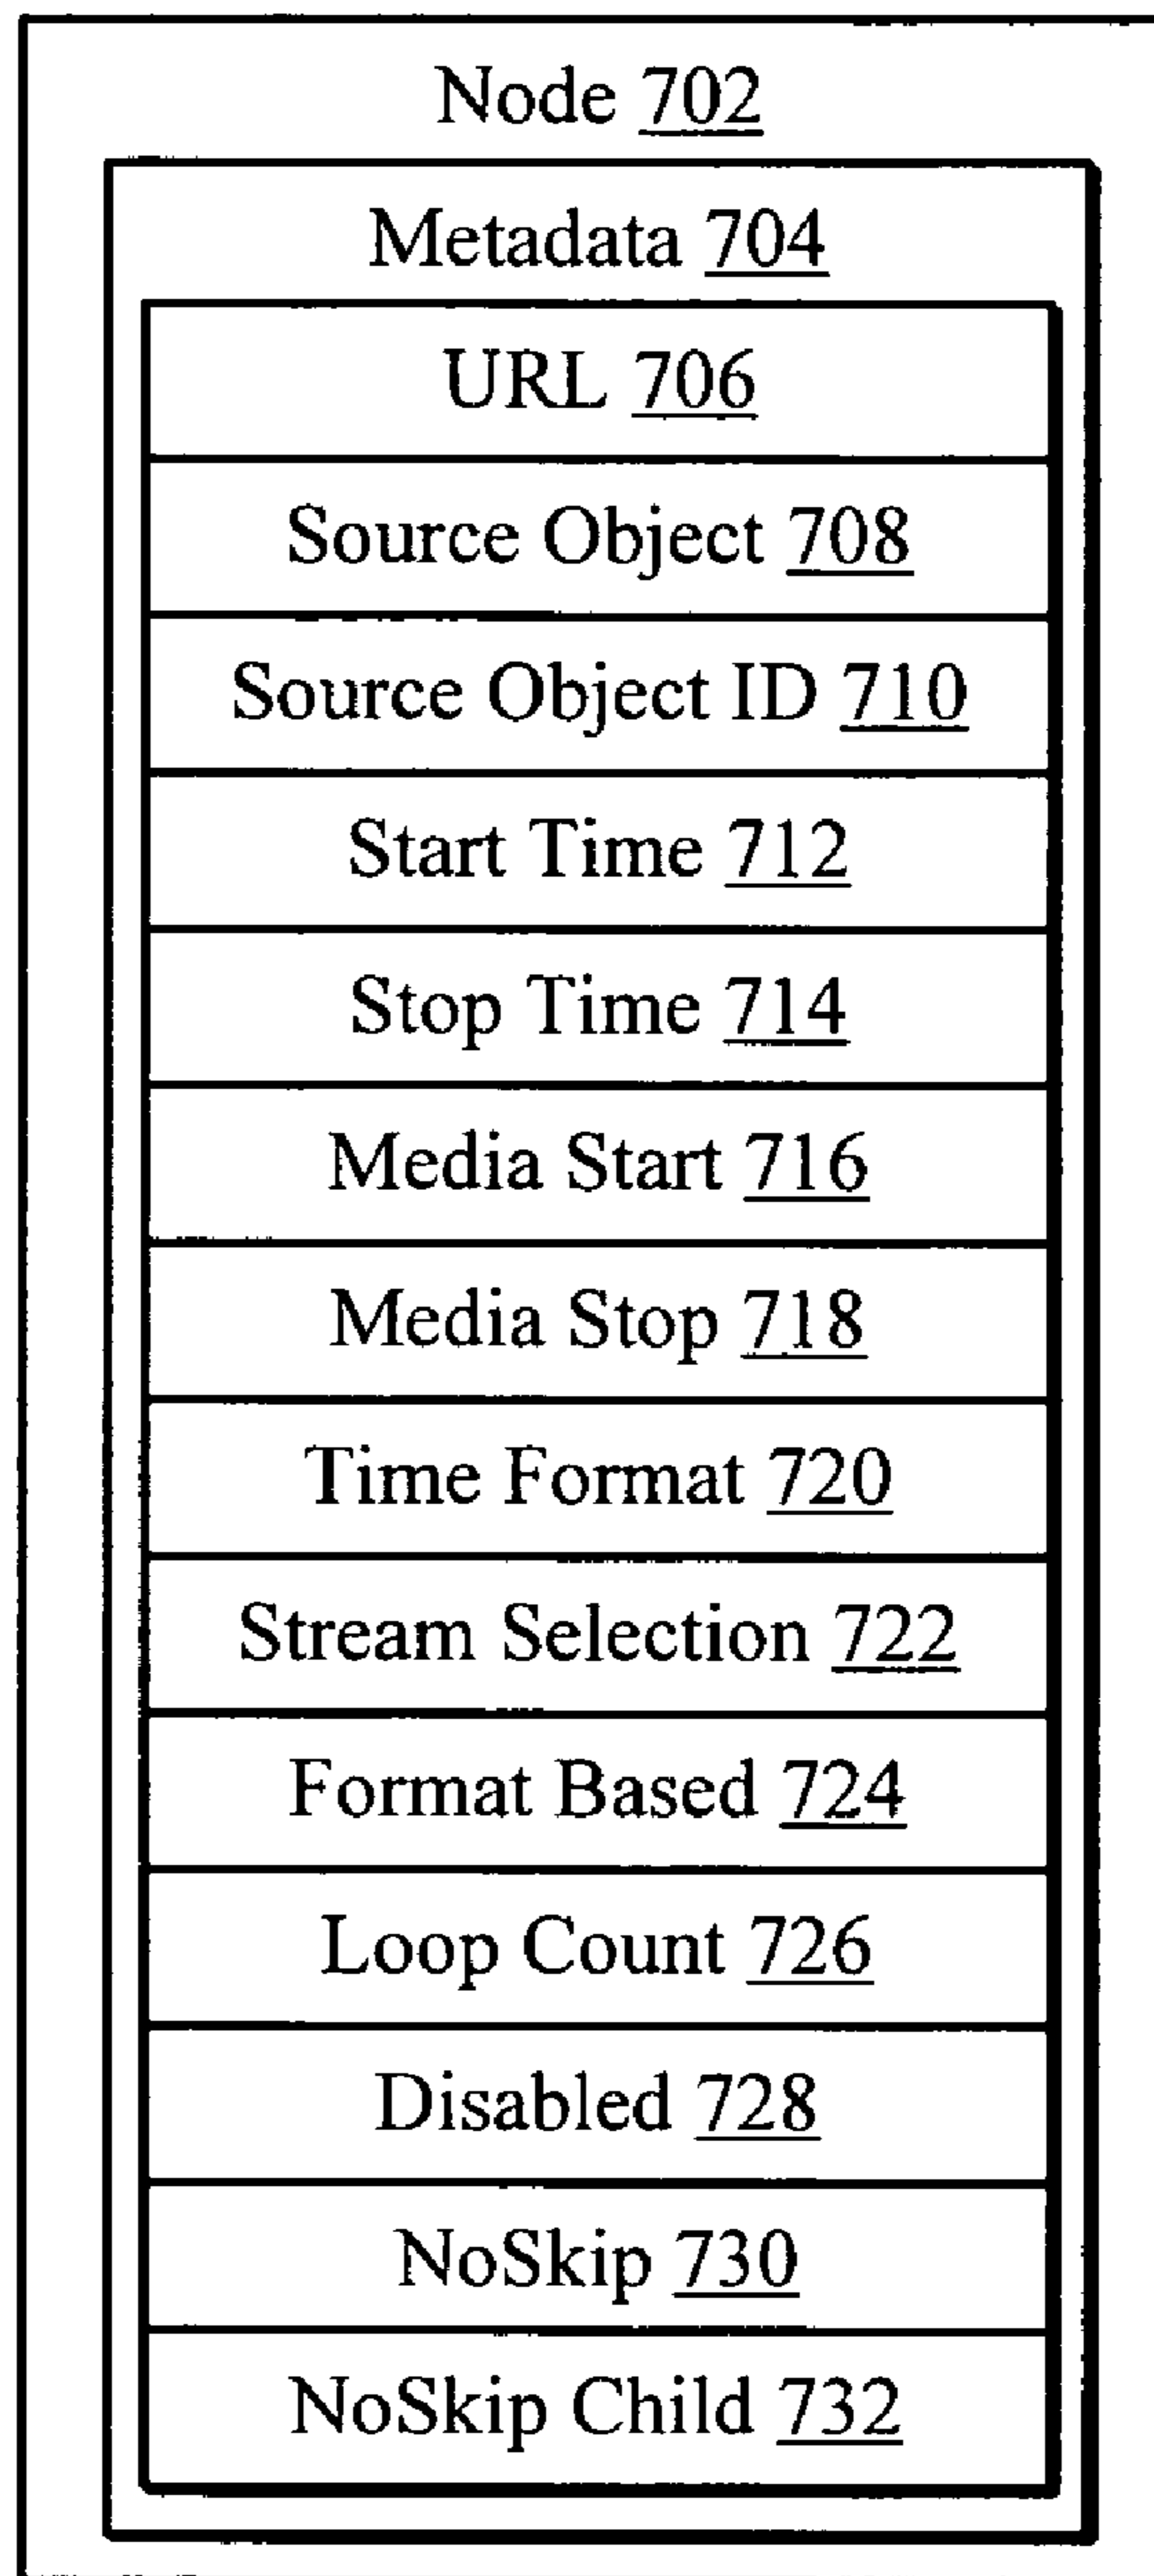 Node 702
Metadata 704
URL 706
Source Object 708
Source Object ID 710
Start Time 712
Stop Time 714
Media Start 716
Media Stop 718
Time Format 720
Stream Selection 722
Format Based 724
Loop Count 726
Disabled 728
NoSkip 730
NoSkip Child 732